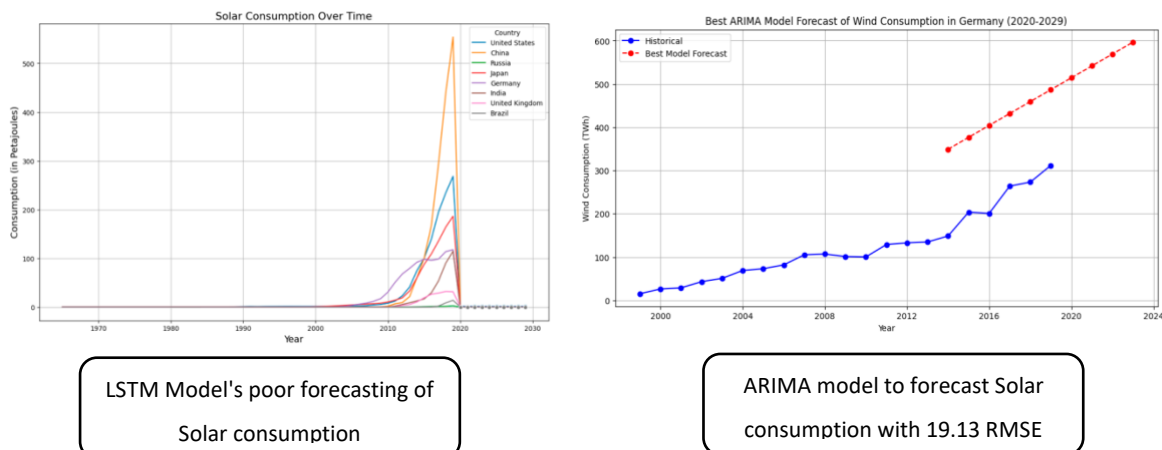 Solar Consumption Over Time
Consumption (in Petajoules)
500
400
300
200
100
0
Country
United States
China
Russia
Japan
Germany
India
United Kingdom
Brazil
1970 1980 1990 2000 2010 2020 2030
Year
LSTM Model's poor forecasting of
Solar consumption
Best ARIMA Model Forecast of Wind Consumption in Germany (2020-2029)
Historical
Best Model Forecast
Wind Consumption (TWh)
600
500
400
300
200
100
0
2000 2004 2008 2012 2016 2020 2024
Year
ARIMA model to forecast Solar
consumption with 19.13 RMSE